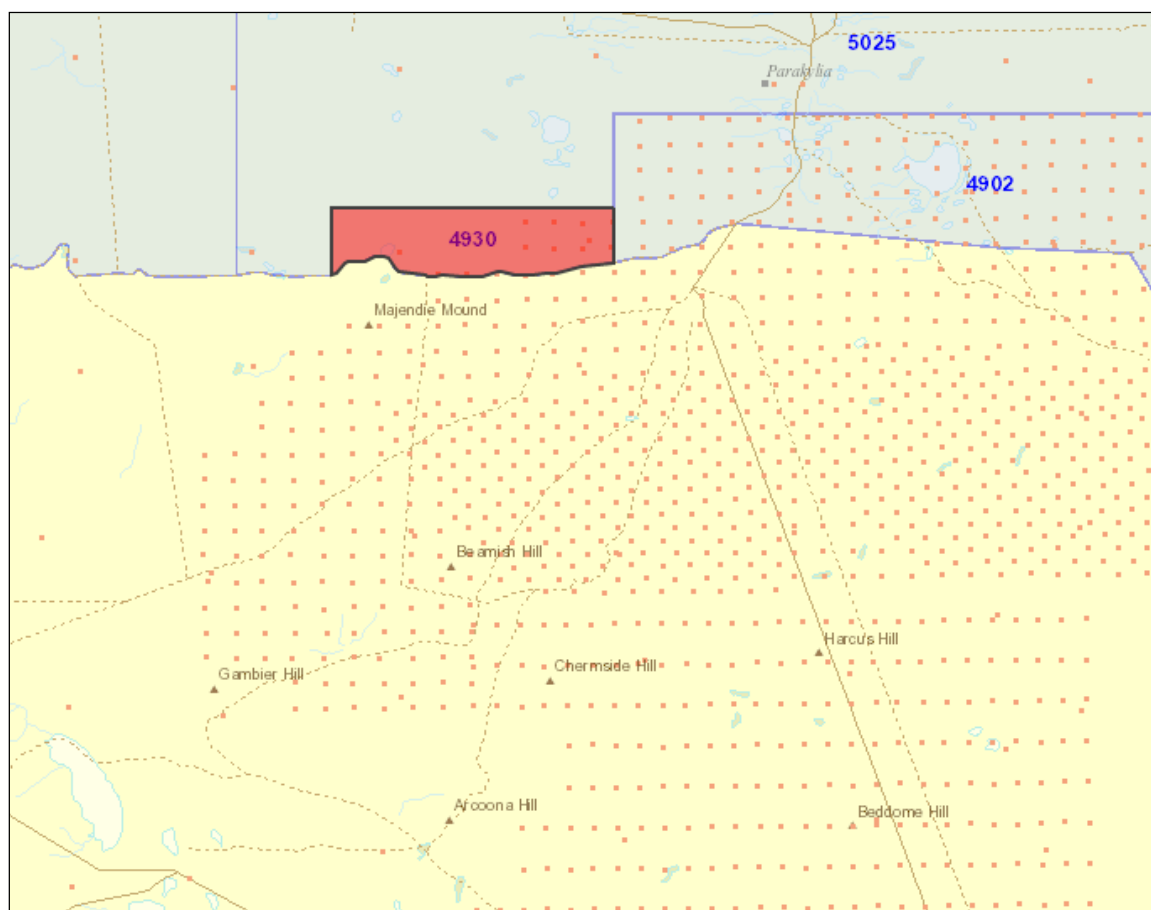 5025
Parakylia
4902
4930
Majendie Mound
Beamish Hill
Harcus Hill
Chermside Hill
Gambier Hill
Arcoona Hill
Beddome Hill